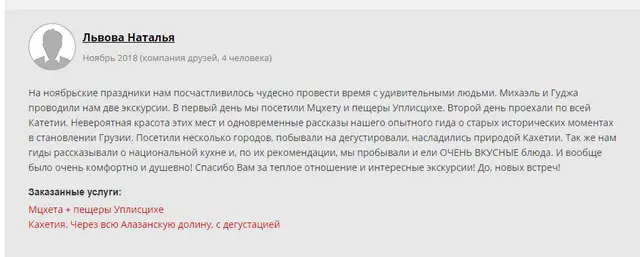 Львова Наталья
Ноябрь 2018 (компания друзей, 4 человека)
На ноябрьские праздники нам посчастливилось чудесно провести время с удивительными людьми. Михаэль и Гуджа
проводили нам две экскурсии. В первый день мы посетили Мцхету и пещеры Уплисцихе. Второй день проехали по всей
Катетии. Невероятная красота этих мест и одновременные рассказы нашего опытного гида о старых исторических моментах
в становлении Грузии. Посетили несколько городов, побывали на дегустировали, насладились природой Кахетии. Так же нам
гиды рассказывали о национальной кухне и, по их рекомендации, мы пробывали и ели ОЧЕНЬ ВКУСНЫЕ блюда. И вообще
было очень комфортно и душевно! Спасибо Вам за теплое отношение и интересные экскурсии! До, новых встреч!
Заказанные услуги:
Мцхета + пещеры Уплисцихе
Кахетия. Через всю Алазанскую долину, с дегустацией